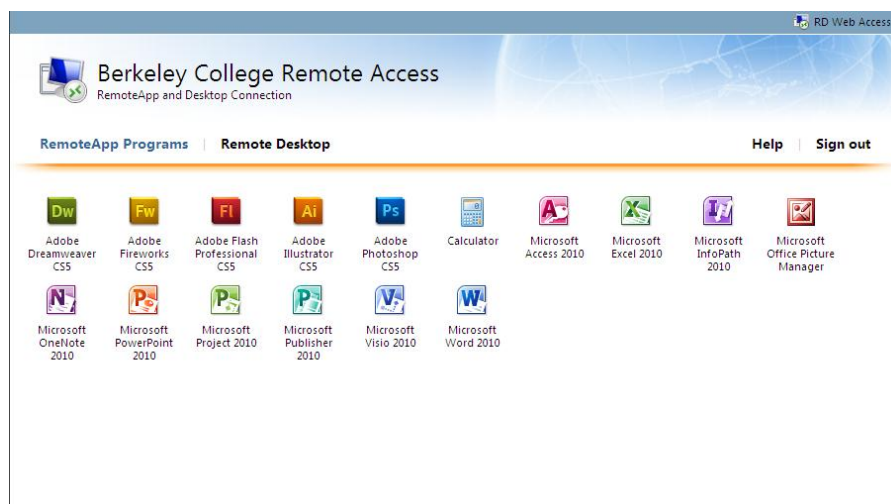 RD Web Access
Berkeley College Remote Access
RemoteApp and Desktop Connection
RemoteApp Programs | Remote Desktop
Help | Sign out
Dw Fw Fl Ai Ps
Adobe Dreamweaver CS5
Adobe Fireworks CS5
Adobe Flash Professional CS5
Adobe Illustrator CS5
Adobe Photoshop CS5
Calculator
Microsoft Access 2010
Microsoft Excel 2010
Microsoft InfoPath 2010
Microsoft Office Picture Manager
Microsoft OneNote 2010
Microsoft PowerPoint 2010
Microsoft Project 2010
Microsoft Publisher 2010
Microsoft Visio 2010
Microsoft Word 2010